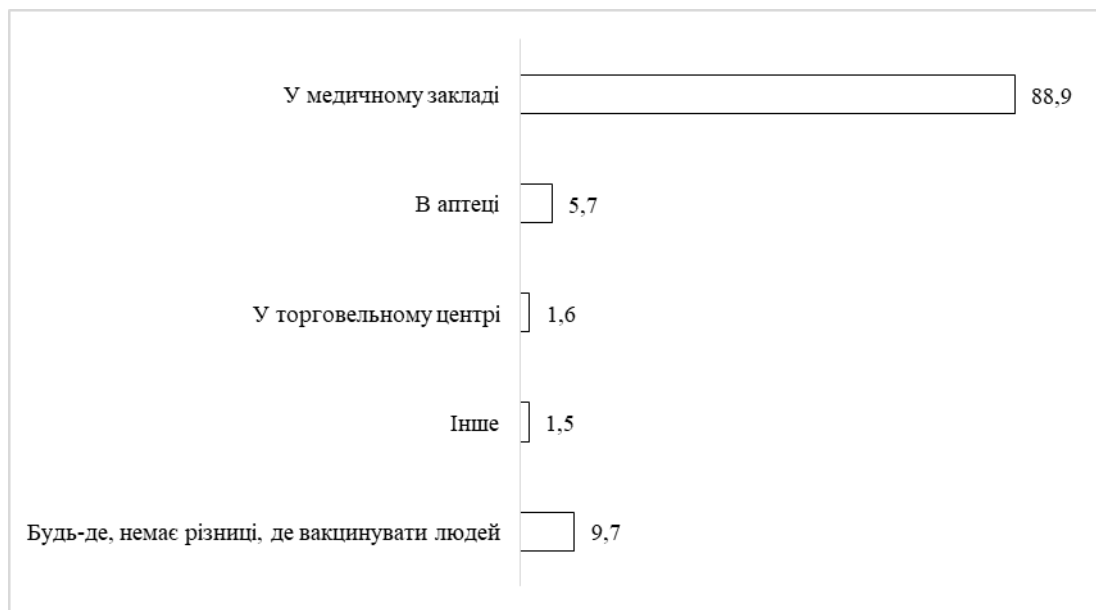 У медичному закладі 88,9
В аптеці 5,7
У торговельному центрі 1,6
Інше 1,5
Будь-де, немає різниці, де вакцинувати людей 9,7